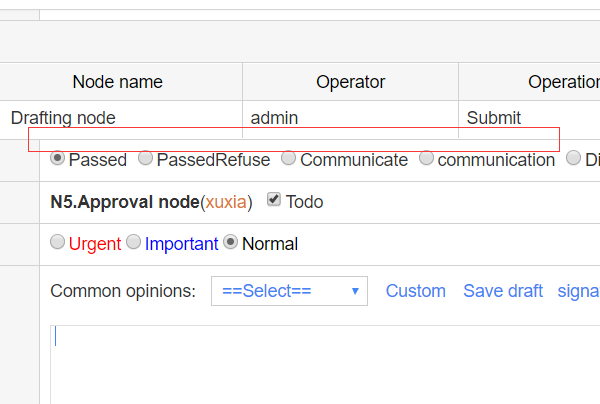 Node name Operator Operation
Drafting node admin Submit
Passed PassedRefuse Communicate communication Di
N5.Approval node(xuxia) Todo
Urgent Important Normal
Common opinions: ==Select== Custom Save draft signa